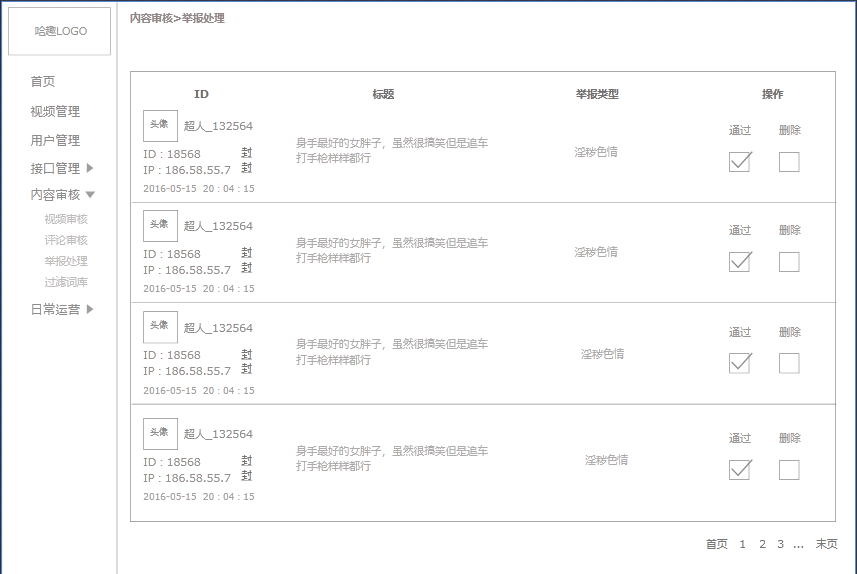 哈趣LOGO
内容审核>举报处理
首页
视频管理
用户管理
接口管理
内容审核
视频审核
评论审核
举报处理
过滤词库
日常运营
ID 标题 举报类型 操作
头像 超人_132564
ID : 18568 封
IP : 186.58.55.7 封
2016-05-15 20 : 04 : 15
身手最好的女胖子，虽然很搞笑但是追车
打手枪样样都行
淫秽色情
通过 删除
头像 超人_132564
ID : 18568 封
IP : 186.58.55.7 封
2016-05-15 20 : 04 : 15
身手最好的女胖子，虽然很搞笑但是追车
打手枪样样都行
淫秽色情
通过 删除
头像 超人_132564
ID : 18568 封
IP : 186.58.55.7 封
2016-05-15 20 : 04 : 15
身手最好的女胖子，虽然很搞笑但是追车
打手枪样样都行
淫秽色情
通过 删除
头像 超人_132564
ID : 18568 封
IP : 186.58.55.7 封
2016-05-15 20 : 04 : 15
身手最好的女胖子，虽然很搞笑但是追车
打手枪样样都行
淫秽色情
通过 删除
首页 1 2 3 ... 末页